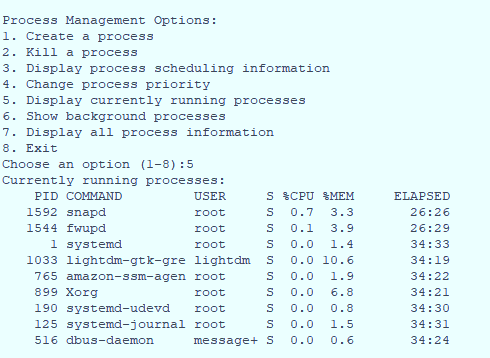 Process Management Options:
1. Create a process
2. Kill a process
3. Display process scheduling information
4. Change process priority
5. Display currently running processes
6. Show background processes
7. Display all process information
8. Exit
Choose an option (1-8):5
Currently running processes:
PID COMMAND USER S %CPU %MEM ELAPSED
1592 snapd root S 0.7 3.3 26:26
1544 fwupd root S 0.1 3.9 26:29
1 systemd root S 0.0 1.4 34:33
1033 lightdm-gtk-gre lightdm S 0.0 10.6 34:19
765 amazon-ssm-agen root S 0.0 1.9 34:22
899 Xorg root S 0.0 6.8 34:21
190 systemd-udevd root S 0.0 0.8 34:30
125 systemd-journal root S 0.0 1.5 34:31
516 dbus-daemon message+ S 0.0 0.6 34:24